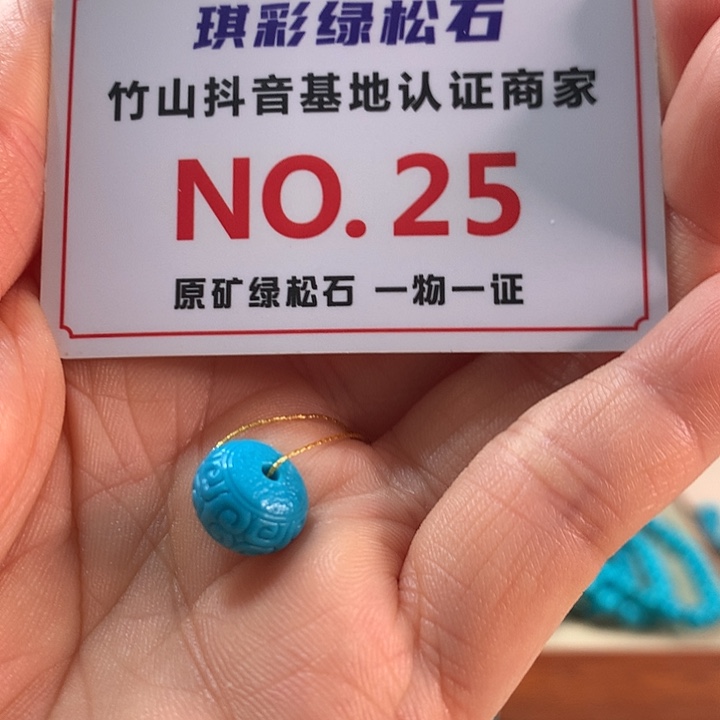 琪彩绿松石
竹山抖音基地认证商家
NO. 25
原矿绿松石 一物一证